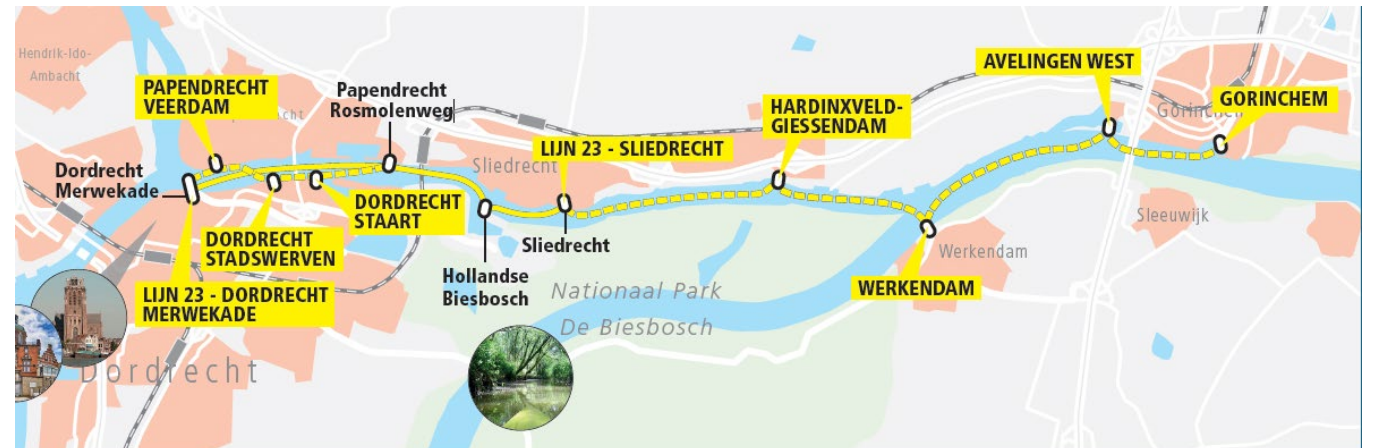 Hendrik-Ido-
Ambacht
PAPENDRECHT
VEERDAM
Papendrecht
Rosmolenweg
Dordrecht
Merwekade
Sliedrecht
LIJN 23 - SLIEDRECHT
HARDINXVELD-
GIESSENDAM
AVELINGEN WEST
Gorinchem
GORINCHEM
DORDRECHT
STAART
DORDRECHT
STADSWERVEN
LIJN 23 - DORDRECHT
MERWEKADE
Sliedrecht
Hollandse
Biesbosch
Nationaal Park
De Biesbosch
Werkendam
WERKENDAM
Sleeuwijk
Dordrecht